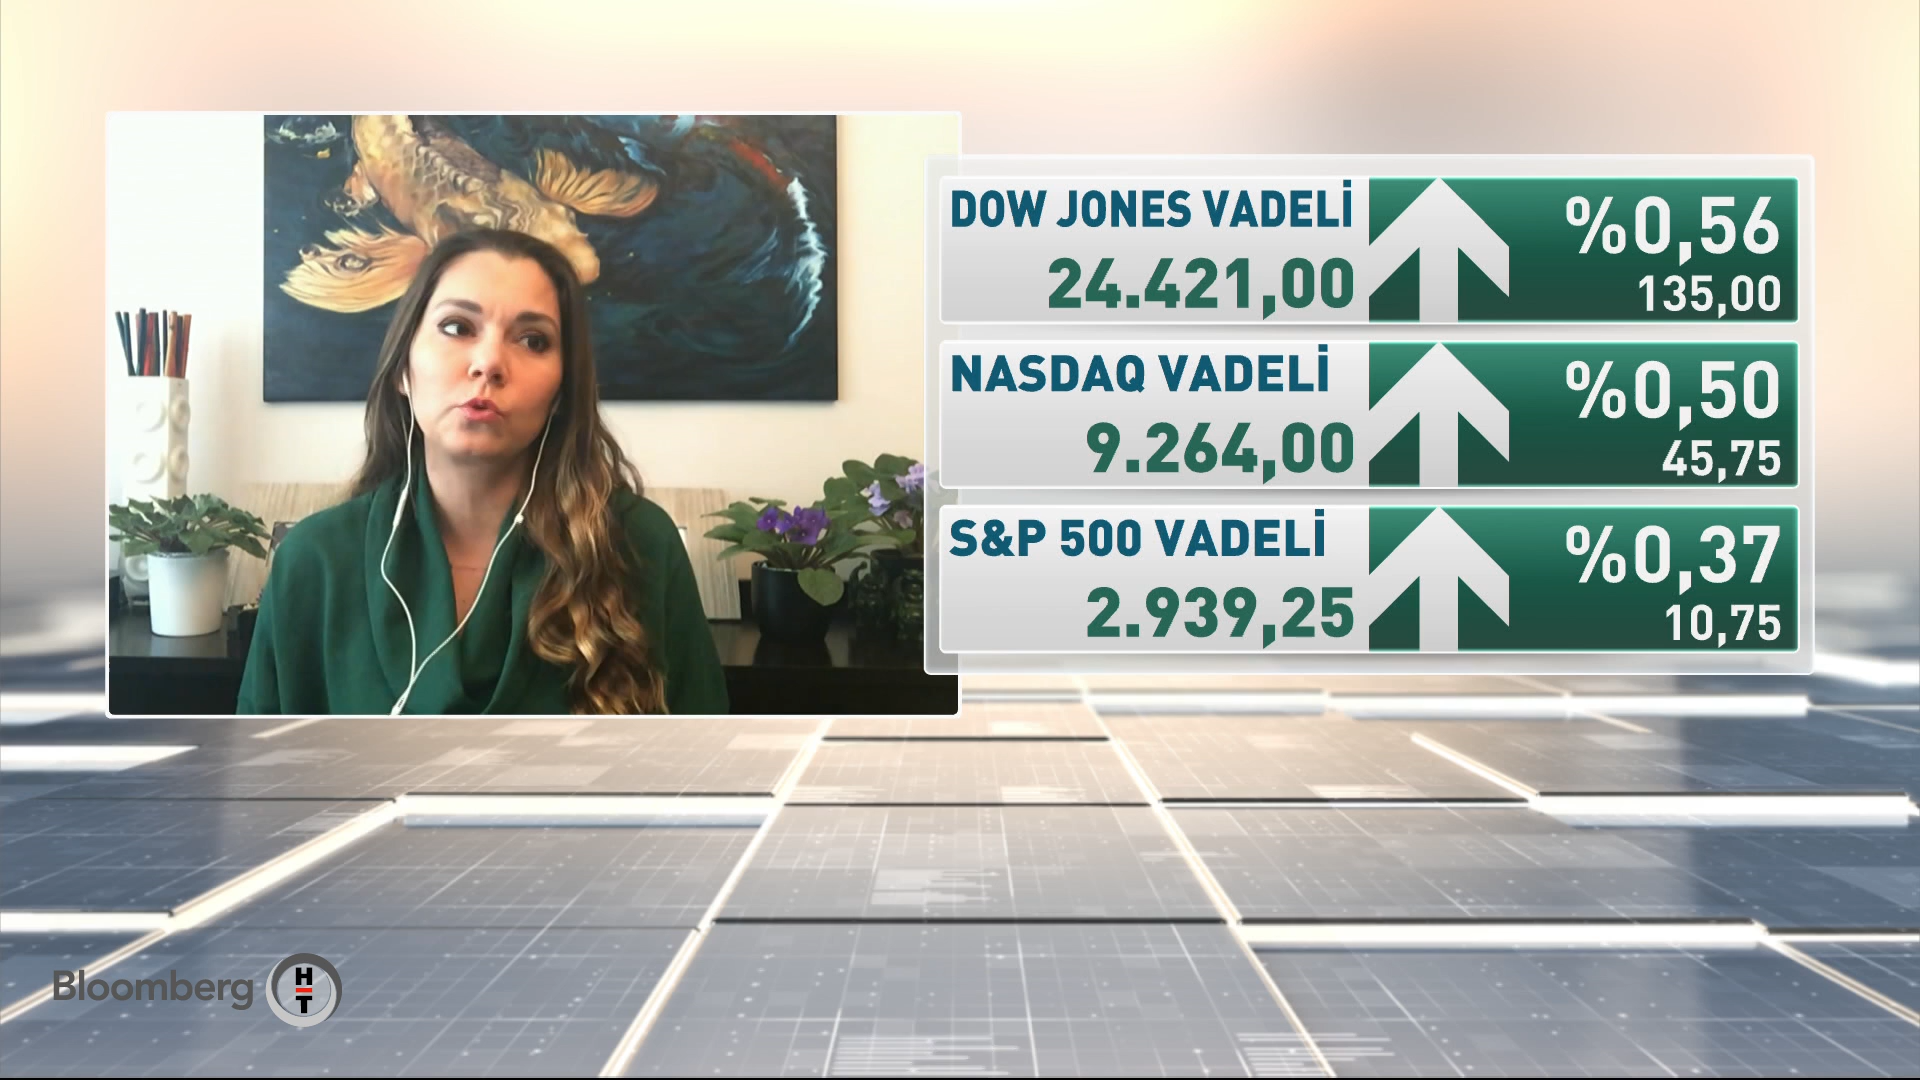 DOW JONES VADELİ
24.421,00
%0,56
135,00
NASDAQ VADELİ
9.264,00
%0,50
45,75
S&P 500 VADELİ
2.939,25
%0,37
10,75
Bloomberg HT